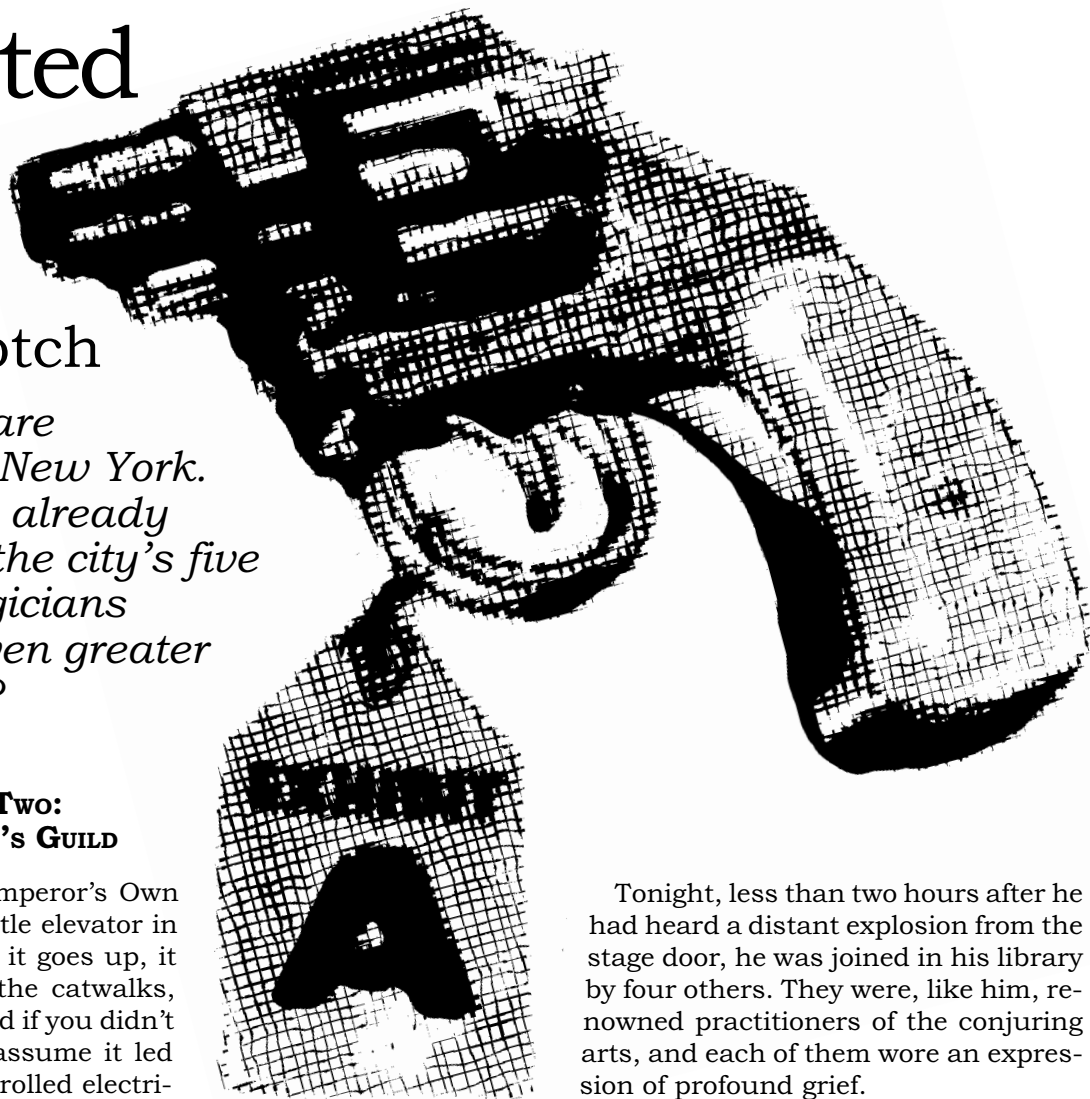 ted
otch
are
New York.
already
the city's five
gicians
ven greater
?
Two:
's Guild
mperor's Own
tle elevator in
it goes up, it
the catwalks,
d if you didn't
assume it led
rolled electri-
EXHIBIT
A
Tonight, less than two hours after he
had heard a distant explosion from the
stage door, he was joined in his library
by four others. They were, like him, re-
nowned practitioners of the conjuring
arts, and each of them wore an expres-
sion of profound grief.